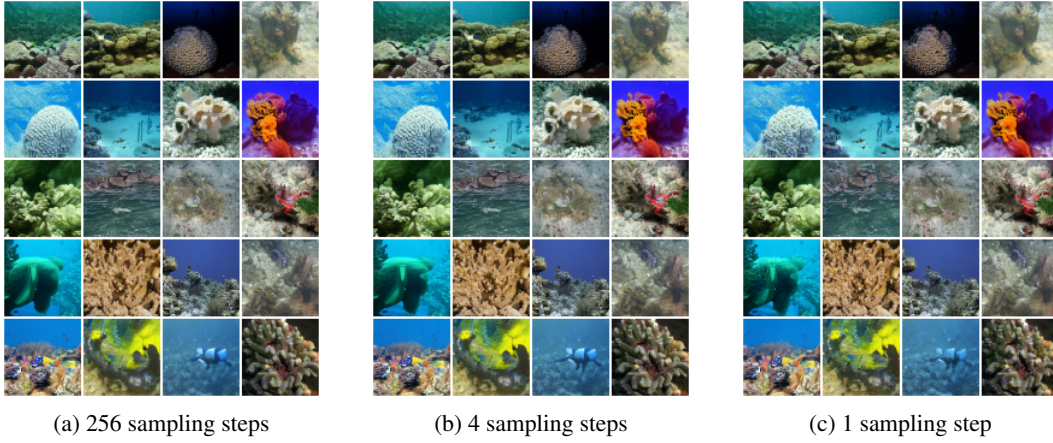 (a) 256 sampling steps
(b) 4 sampling steps
(c) 1 sampling step